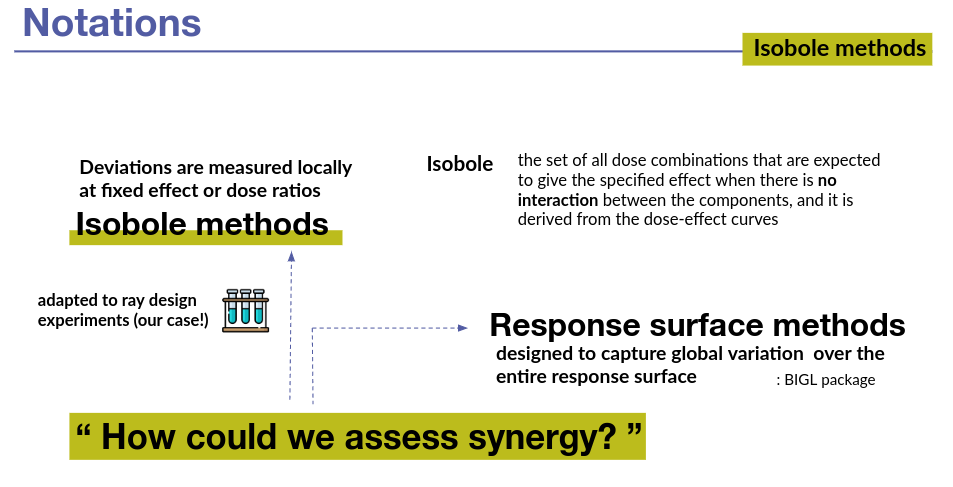 Notations
Isobole methods
Deviations are measured locally
at fixed effect or dose ratios
Isobole methods
Isobole
the set of all dose combinations that are expected
to give the specified effect when there is no
interaction between the components, and it is
derived from the dose-effect curves
adapted to ray design
experiments (our case!)
Response surface methods
designed to capture global variation over the
entire response surface
: BIGL package
“ How could we assess synergy? ”